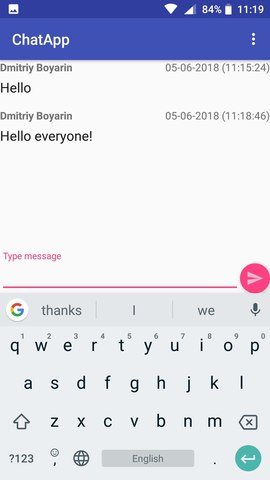 84% 11:19
ChatApp
Dmitriy Boyarin 05-06-2018 (11:15:24)
Hello
Dmitriy Boyarin 05-06-2018 (11:18:46)
Hello everyone!
Type message
G thanks I we
1 2 3 4 5 6 7 8 9 0
q w e r t y u i o p
a s d f g h j k l
z x c v b n m
?123 , English .